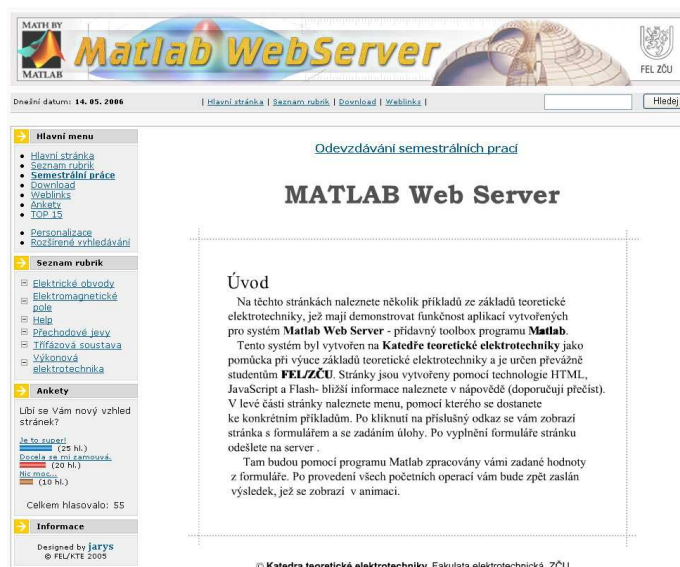 MATH BY
MATLAB
Matlab WebServer
FEL ZČU
Dnešní datum: 14. 05. 2006
| Hlavní stránka | Seznam rubrik | Download | Weblinks |
Hledej
Hlavní menu
Hlavní stránka
Seznam rubrik
Semestrální práce
Download
Weblinks
Ankety
TOP 15
Personalizace
Rozšířené vyhledávání
Seznam rubrik
Elektrické obvody
Elektromagnetické
pole
Help
Přechodové jevy
Třífázová soustava
Výkonová
elektrotechnika
Ankety
Líbí se Vám nový vzhled
stránek?
Je to super!
(25 hl.)
Docela se mi zamouvá.
(20 hl.)
Nic moc...
(10 hl.)
Celkem hlasovalo: 55
Informace
Designed by jarys
© FEL/KTE 2005
Odevzdávání semestrálních prací
MATLAB Web Server
Úvod
Na těchto stránkách naleznete několik příkladů ze základů teoretické
elektrotechniky, jež mají demonstrovat funkčnost aplikací vytvořených
pro systém Matlab Web Server - přídavný toolbox programu Matlab.
Tento systém byl vytvořen na Katedře teoretické elektrotechniky jako
pomůcka při výuce základů teoretické elektrotechniky a je určen převážně
studentům FEL/ZČU. Stránky jsou vytvořeny pomocí technologie HTML,
JavaScript a Flash- bližší informace naleznete v nápovědě (doporučuji přečíst).
V levé části stránky naleznete menu, pomocí kterého se dostanete
ke konkrétním příkladům. Po kliknutí na příslušný odkaz se vám zobrazí
stránka s formulářem a se zadáním úlohy. Po vyplnění formuláře stránku
odešlete na server .
Tam budou pomocí programu Matlab zpracovány vámi zadané hodnoty
z formuláře. Po provedení všech početních operací vám bude zpět zaslán
výsledek, jež se zobrazí v animaci.
© Katedra teoretické elektrotechniky, Fakulata elektrotechnická, ZČU